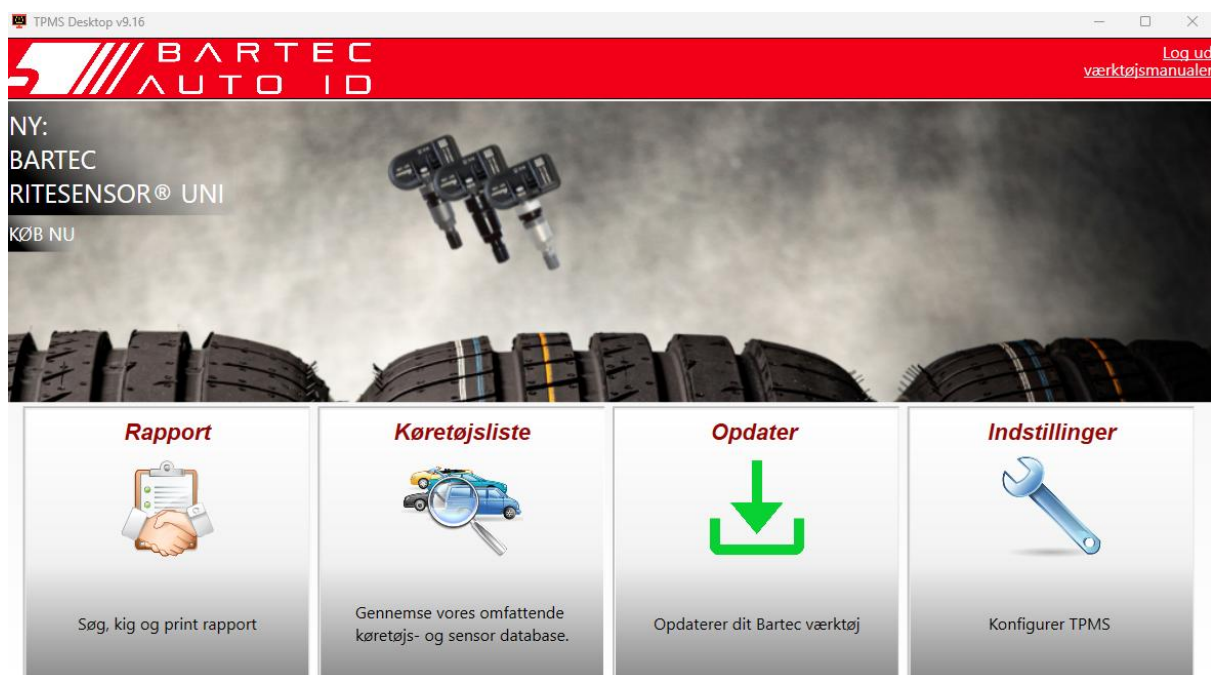 TPMS Desktop v9.16
BARTEC
AUTO ID
Log ud
værktøjsmanualer
NY:
BARTEC
RITESENSOR® UNI
KØB NU
Rapport
Køretøjsliste
Opdater
Indstillinger
Søg, kig og print rapport
Gennemse vores omfattende
køretøjs- og sensor database.
Opdaterer dit Bartec værktøj
Konfigurer TPMS